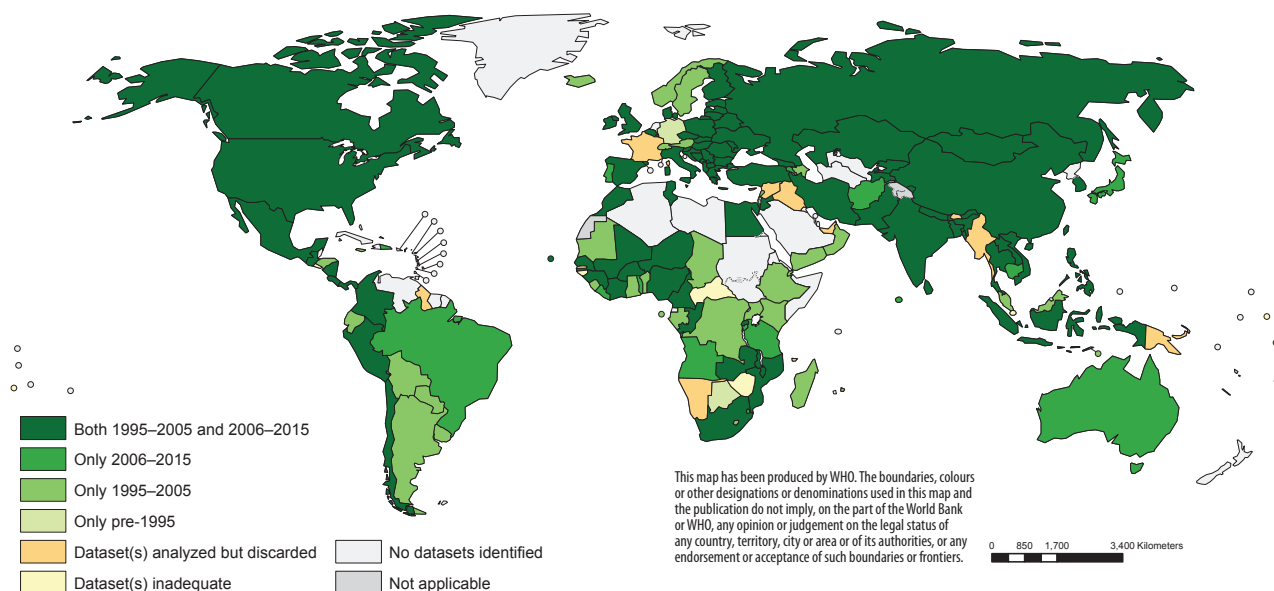 Both 1995–2005 and 2006–2015
Only 2006–2015
Only 1995–2005
Only pre-1995
Dataset(s) analyzed but discarded
Dataset(s) inadequate
No datasets identified
Not applicable
This map has been produced by WHO. The boundaries, colours
or other designations or denominations used in this map and
the publication do not imply, on the part of the World Bank
or WHO, any opinion or judgement on the legal status of
any country, territory, city or area or of its authorities, or any
endorsement or acceptance of such boundaries or frontiers.
0 850 1,700 3,400 Kilometers